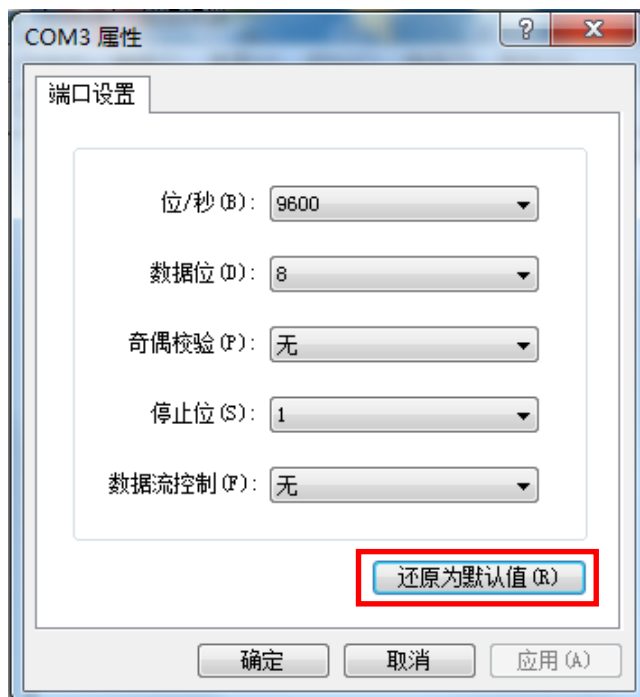 COM3 属性
端口设置
位/秒(B): 9600
数据位(D): 8
奇偶校验(P): 无
停止位(S): 1
数据流控制(F): 无
还原为默认值(R)
确定 取消 应用(A)